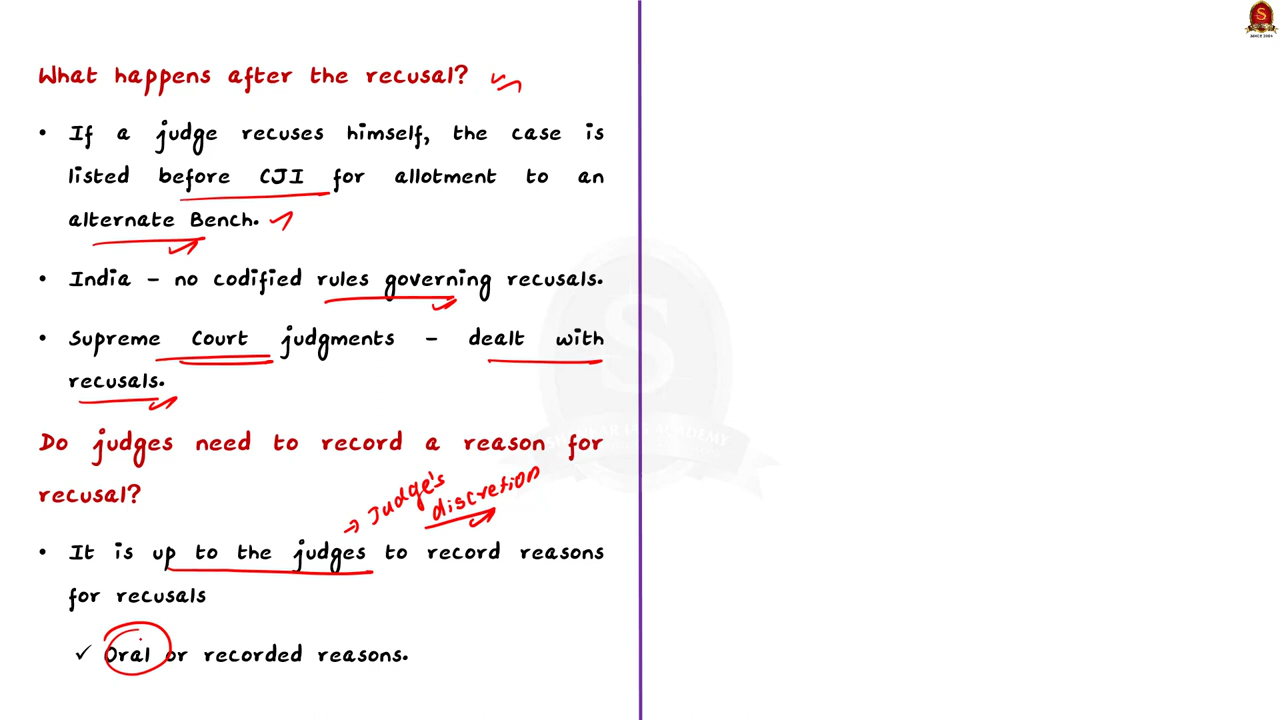 What happens after the recusal?
• If a judge recuses himself, the case is
listed before CJI for allotment to an
alternate Bench.
• India – no codified rules governing recusals.
• Supreme Court judgments – dealt with
recusals.
Do judges need to record a reason for
recusal?
→ Judge's
discretion
• It is up to the judges to record reasons
for recusals
✓ Oral or recorded reasons.
S
SINCE 2004